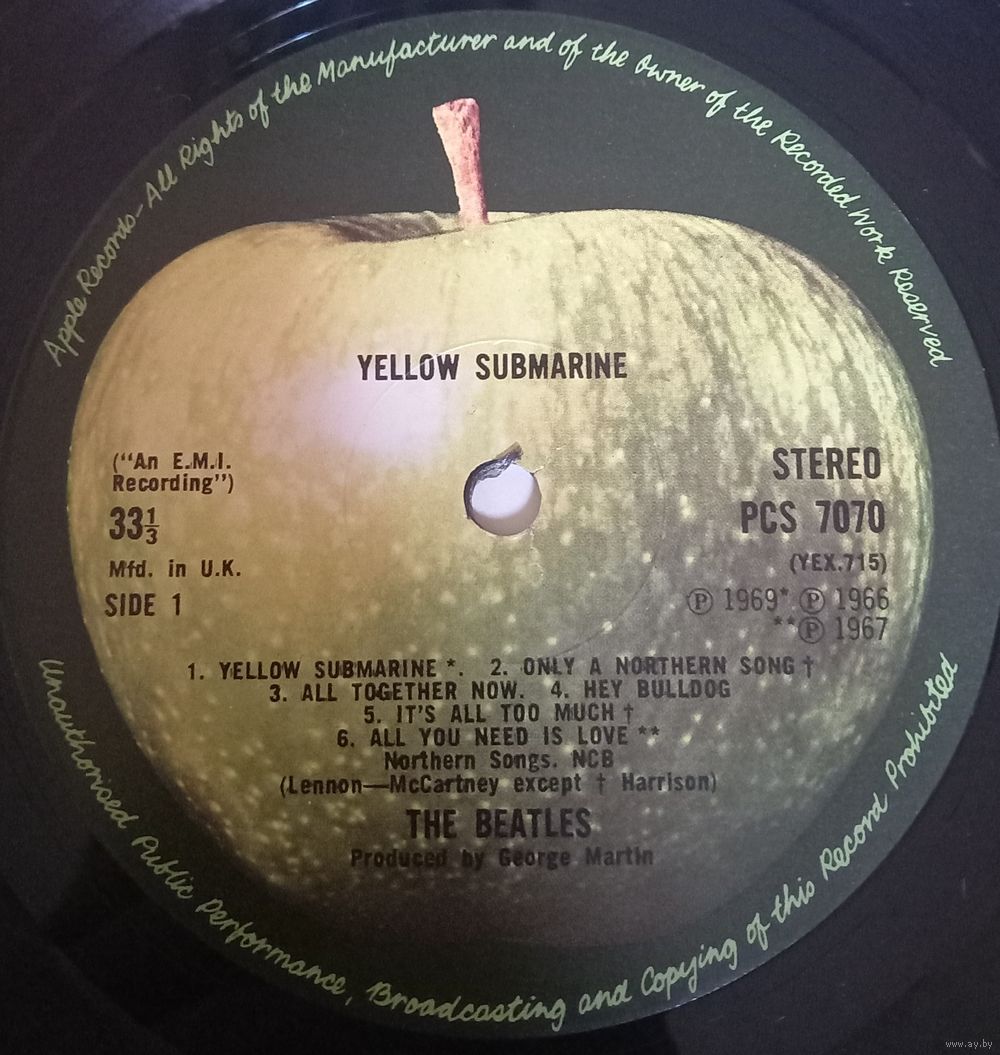 Apple Records - All Rights of the Manufacturer and of the Owner of the Recorded Work Reserved
YELLOW SUBMARINE
("An E.M.I.
Recording")
33⅓
Mfd. in U.K.
SIDE 1
STEREO
PCS 7070
(YEX.715)
℗ 1969* ℗ 1966
**℗ 1967
1. YELLOW SUBMARINE *. 2. ONLY A NORTHERN SONG †
3. ALL TOGETHER NOW. 4. HEY BULLDOG
5. IT'S ALL TOO MUCH †
6. ALL YOU NEED IS LOVE **
Northern Songs. NCB
(Lennon—McCartney except † Harrison)
THE BEATLES
Produced by George Martin
Unauthorised Public Performance, Broadcasting and Copying of this Record Prohibited
www.ay.by